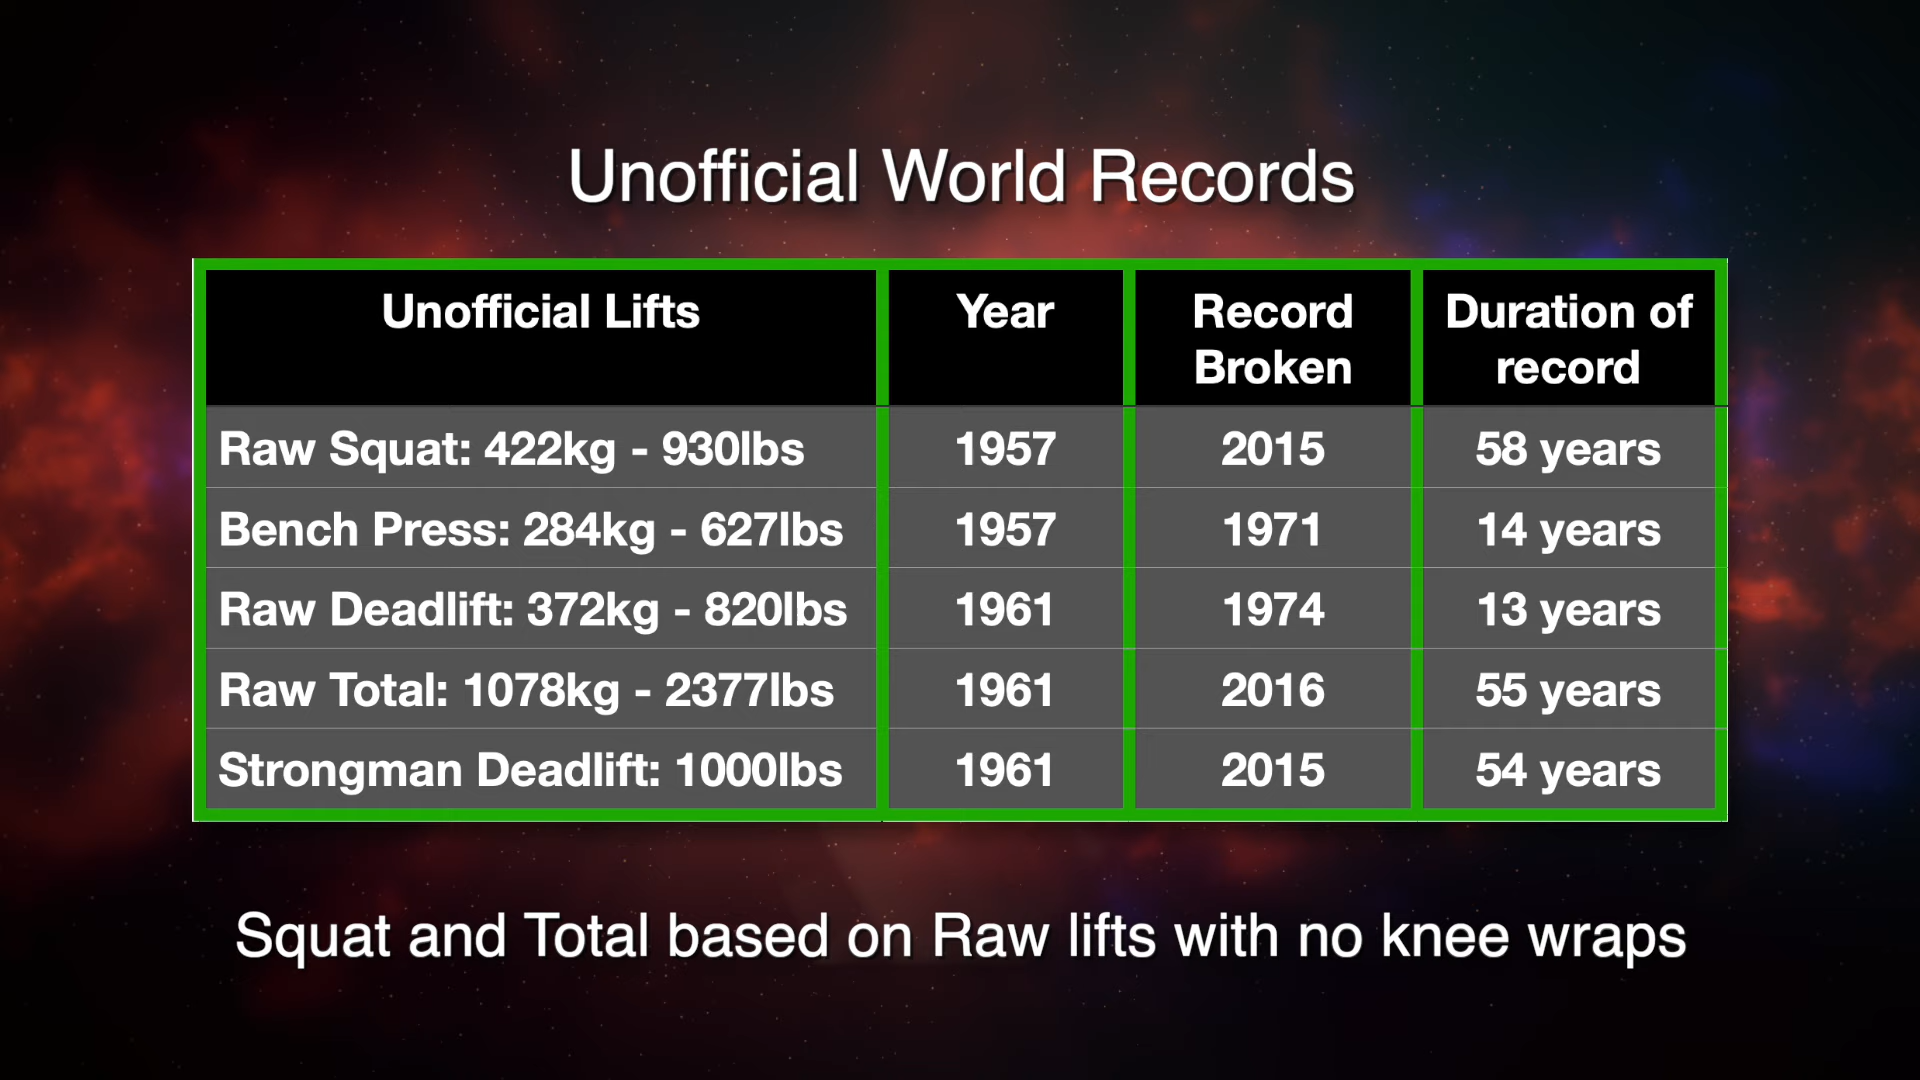 Unofficial World Records
Unofficial Lifts Year Record Broken Duration of record
Raw Squat: 422kg - 930lbs 1957 2015 58 years
Bench Press: 284kg - 627lbs 1957 1971 14 years
Raw Deadlift: 372kg - 820lbs 1961 1974 13 years
Raw Total: 1078kg - 2377lbs 1961 2016 55 years
Strongman Deadlift: 1000lbs 1961 2015 54 years
Squat and Total based on Raw lifts with no knee wraps